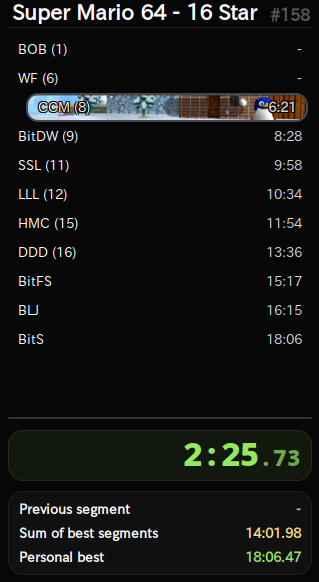 Super Mario 64 - 16 Star #158
BOB (1) -
WF (6) -
CCM (8) 6:21
BitDW (9) 8:28
SSL (11) 9:58
LLL (12) 10:34
HMC (15) 11:54
DDD (16) 13:36
BitFS 15:17
BLJ 16:15
BitS 18:06
2:25.73
Previous segment -
Sum of best segments 14:01.98
Personal best 18:06.47